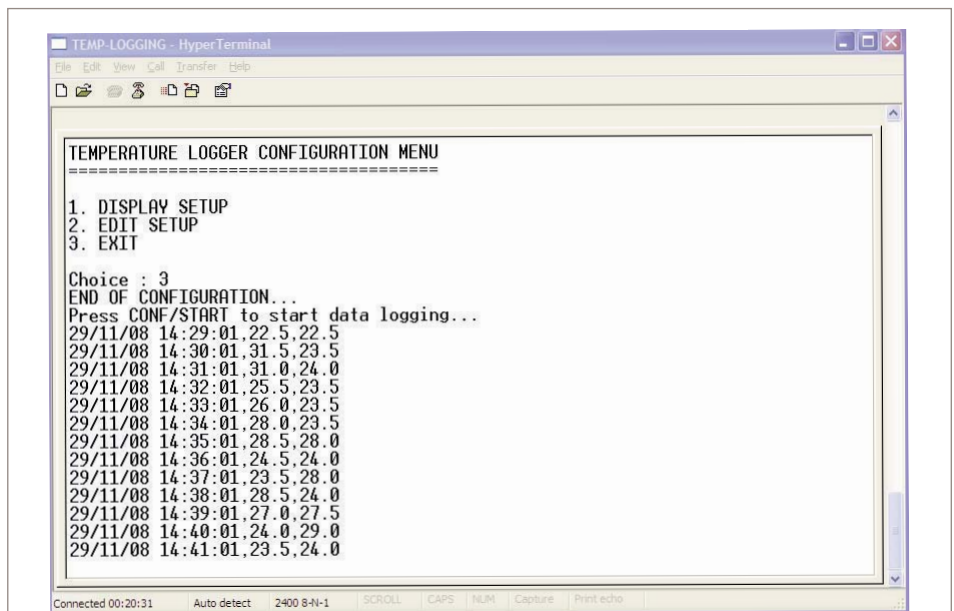 TEMP-LOGGING - HyperTerminal
File Edit View Call Transfer Help
TEMPERATURE LOGGER CONFIGURATION MENU
=====================================
1. DISPLAY SETUP
2. EDIT SETUP
3. EXIT
Choice : 3
END OF CONFIGURATION...
Press CONF/START to start data logging...
29/11/08 14:29:01,22.5,22.5
29/11/08 14:30:01,31.5,23.5
29/11/08 14:31:01,31.0,24.0
29/11/08 14:32:01,25.5,23.5
29/11/08 14:33:01,26.0,23.5
29/11/08 14:34:01,28.0,23.5
29/11/08 14:35:01,28.5,28.0
29/11/08 14:36:01,24.5,24.0
29/11/08 14:37:01,23.5,28.0
29/11/08 14:38:01,28.5,24.0
29/11/08 14:39:01,27.0,27.5
29/11/08 14:40:01,24.0,29.0
29/11/08 14:41:01,23.5,24.0
Connected 00:20:31 Auto detect 2400 8-N-1 SCROLL CAPS NUM Capture Print echo